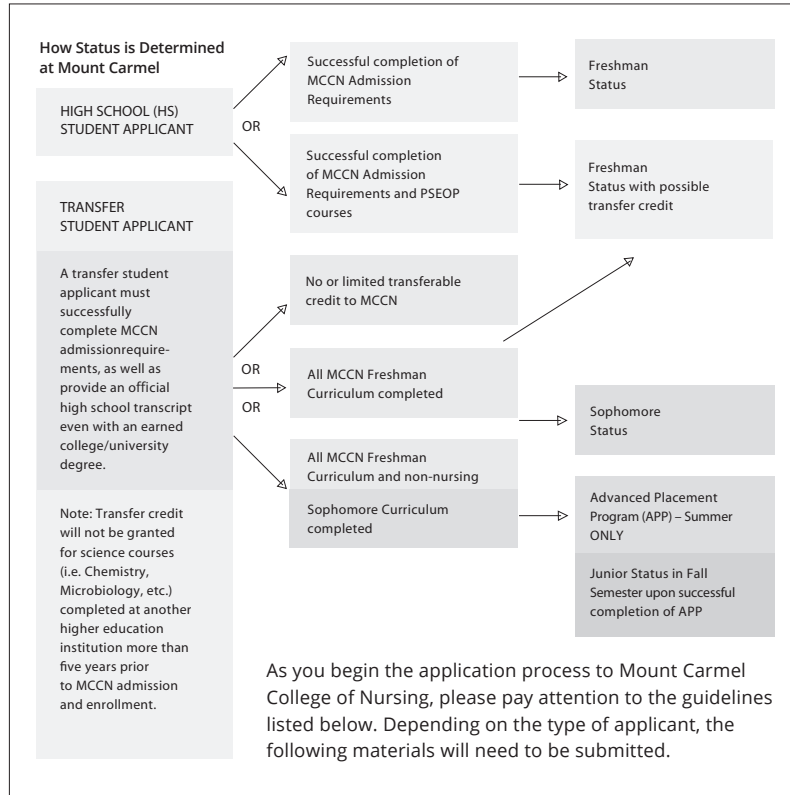 How Status is Determined
at Mount Carmel
HIGH SCHOOL (HS)
STUDENT APPLICANT
OR
Successful completion of
MCCN Admission
Requirements
Freshman
Status
Successful completion
of MCCN Admission
Requirements and PSEOP
courses
Freshman
Status with possible
transfer credit
TRANSFER
STUDENT APPLICANT
A transfer student
applicant must
successfully
complete MCCN
admissionrequire-
ments, as well as
provide an official
high school transcript
even with an earned
college/university
degree.
Note: Transfer credit
will not be granted
for science courses
(i.e. Chemistry,
Microbiology, etc.)
completed at another
higher education
institution more than
five years prior
to MCCN admission
and enrollment.
OR
OR
No or limited transferable
credit to MCCN
All MCCN Freshman
Curriculum completed
Sophomore
Status
All MCCN Freshman
Curriculum and non-nursing
Sophomore Curriculum
completed
Advanced Placement
Program (APP) – Summer
ONLY
Junior Status in Fall
Semester upon successful
completion of APP
As you begin the application process to Mount Carmel
College of Nursing, please pay attention to the guidelines
listed below. Depending on the type of applicant, the
following materials will need to be submitted.